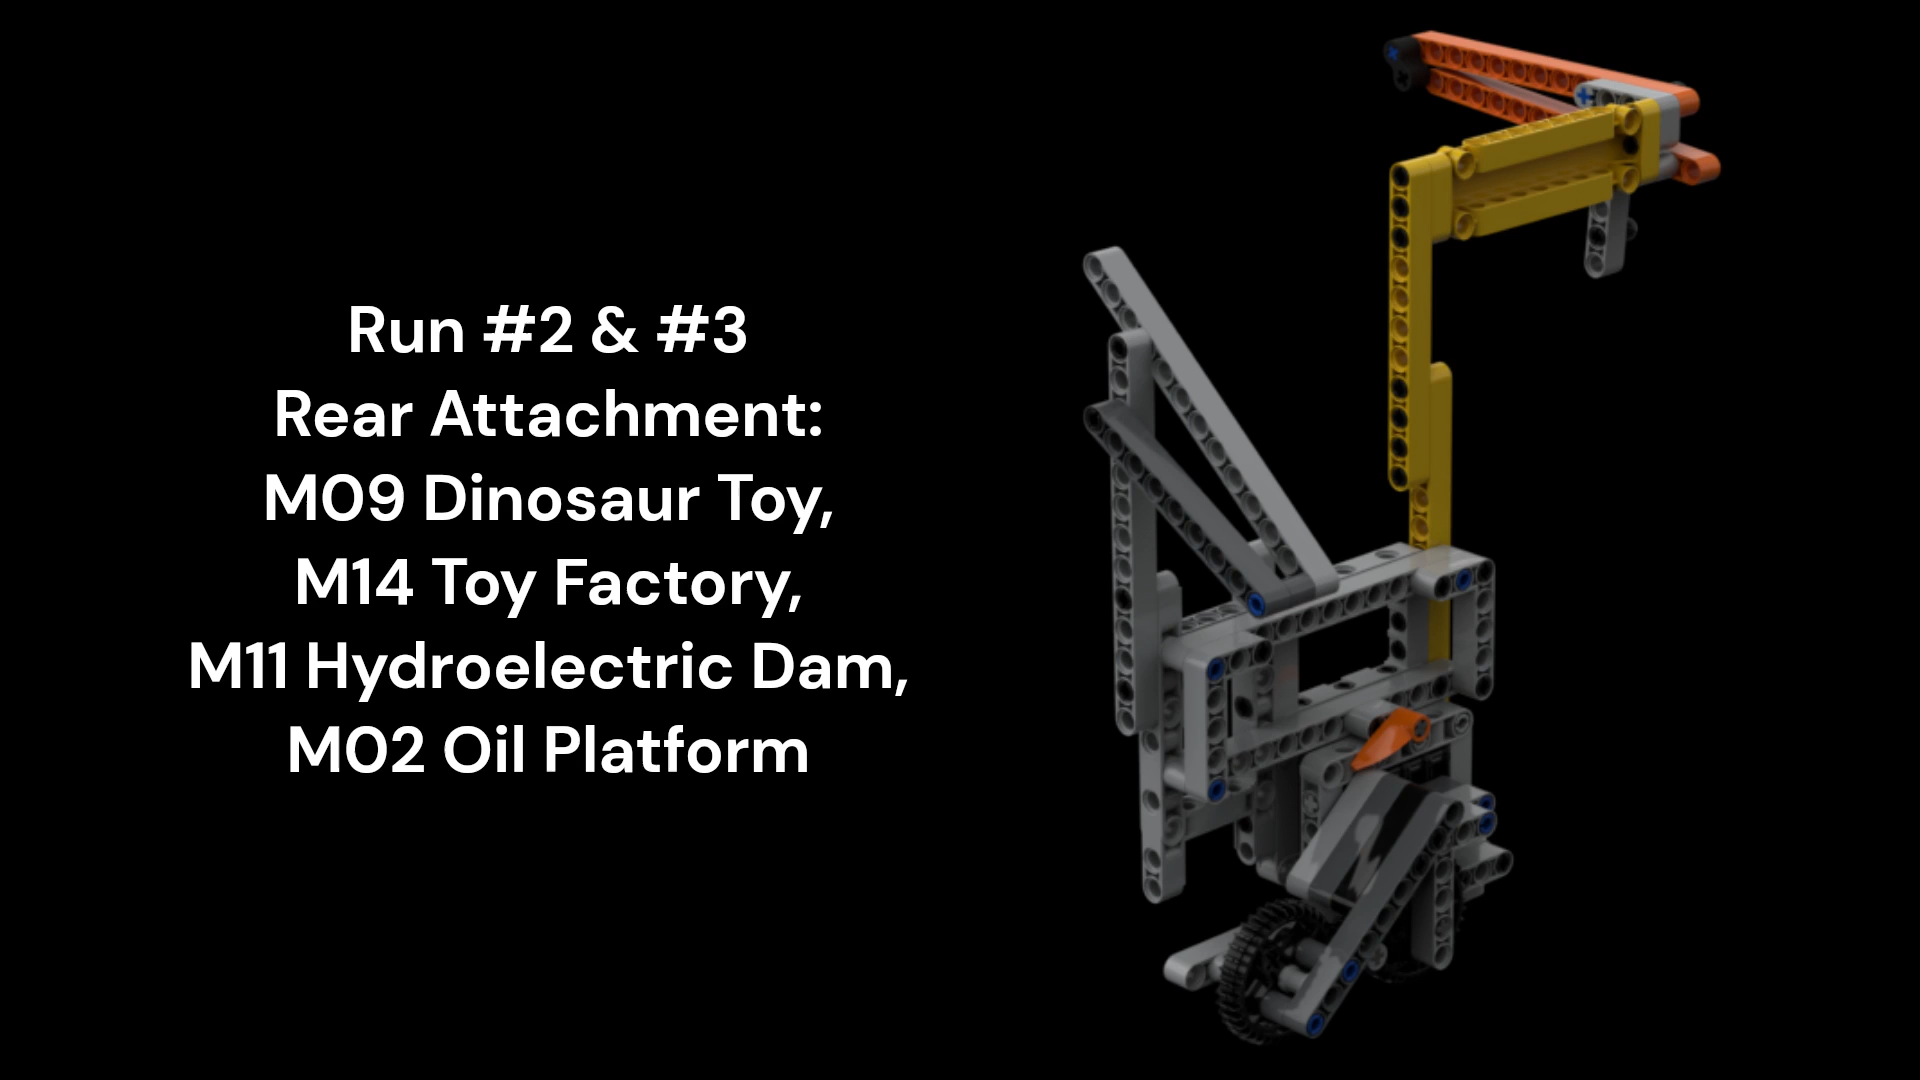 Run #2 & #3
Rear Attachment:
M09 Dinosaur Toy,
M14 Toy Factory,
M11 Hydroelectric Dam,
M02 Oil Platform